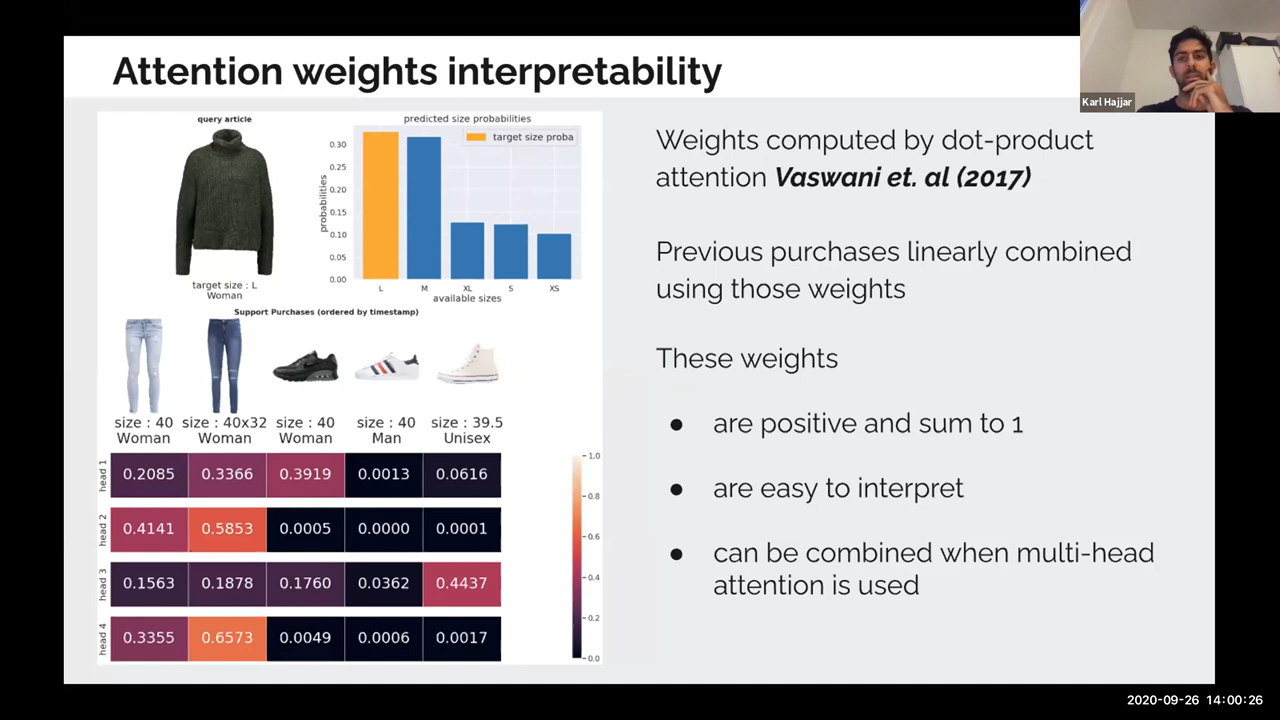 Attention weights interpretability
Karl Hajjar
query article
target size : L
Woman
predicted size probabilities
target size proba
probabilities
0.30
0.25
0.20
0.15
0.10
0.05
0.00
L M XL S XS
available sizes
Support Purchases (ordered by timestamp)
size : 40 size : 40x32 size : 40 size : 40 size : 39.5
Woman Woman Woman Man Unisex
head 1 0.2085 0.3366 0.3919 0.0013 0.0616
head 2 0.4141 0.5853 0.0005 0.0000 0.0001
head 3 0.1563 0.1878 0.1760 0.0362 0.4437
head 4 0.3355 0.6573 0.0049 0.0006 0.0017
1.0
0.8
0.6
0.4
0.2
0.0
Weights computed by dot-product
attention Vaswani et. al (2017)
Previous purchases linearly combined
using those weights
These weights
● are positive and sum to 1
● are easy to interpret
● can be combined when multi-head
attention is used
2020-09-26 14:00:26